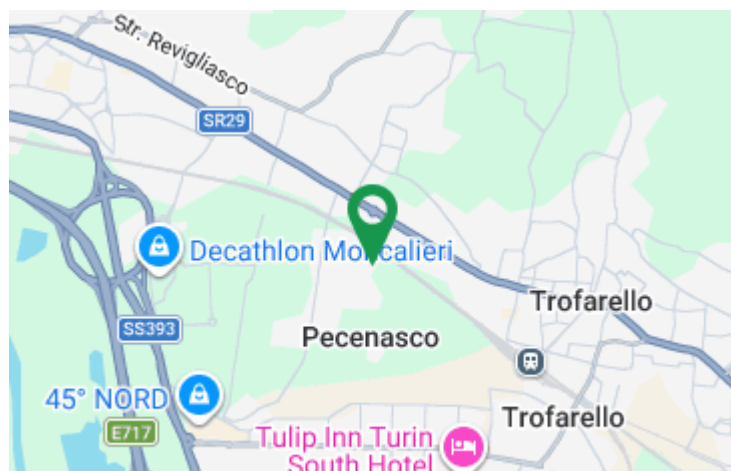 Str. Revigliasco
SR29
Decathlon Moncalieri
Trofarello
SS393
Pecenasco
45° NORD
Trofarello
E717
Tulip Inn Turin
South Hotel